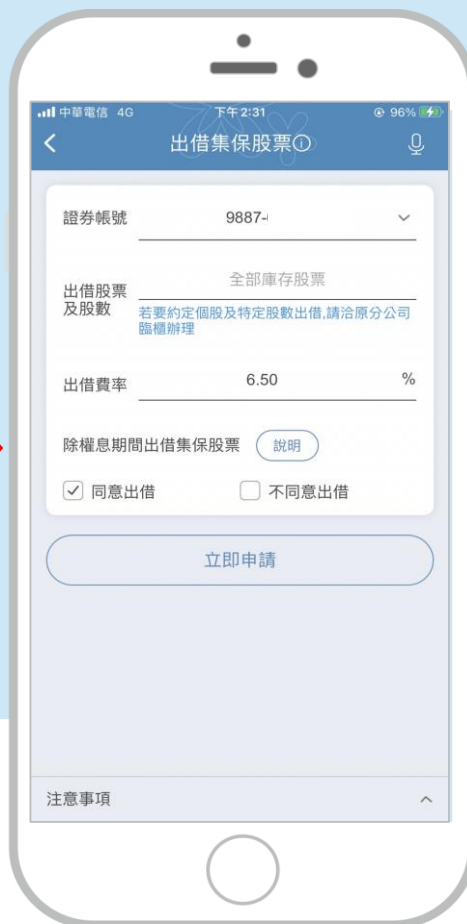 中華電信 4G 下午2:31 96%
出借集保股票
證券帳號 9887-
全部庫存股票
出借股票
及股數
若要約定個股及特定股數出借,請洽原分公司
臨櫃辦理
出借費率 6.50 %
除權息期間出借集保股票 說明
同意出借 不同意出借
立即申請
注意事項